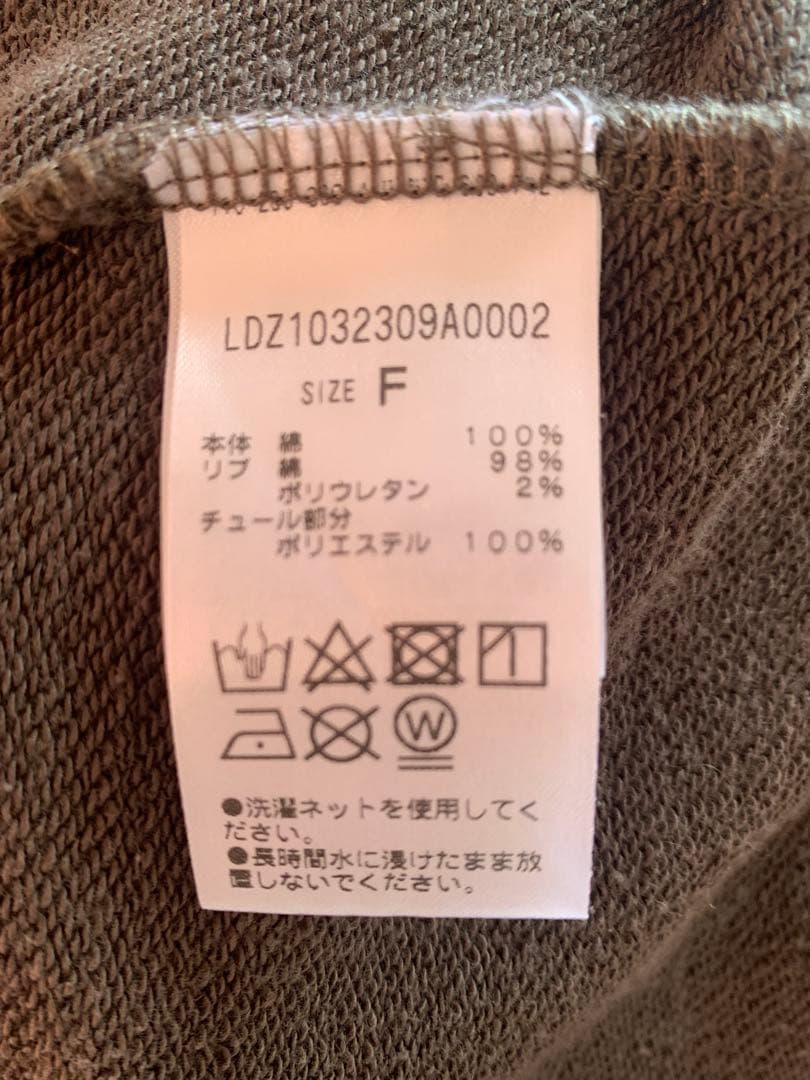 LDZ1032309A0002
SIZE F
本体 綿 100%
リブ 綿 98%
ポリウレタン 2%
チュール部分
ポリエステル 100%
W
●洗濯ネットを使用してく
ださい。
●長時間水に浸けたまま放
置しないでください。